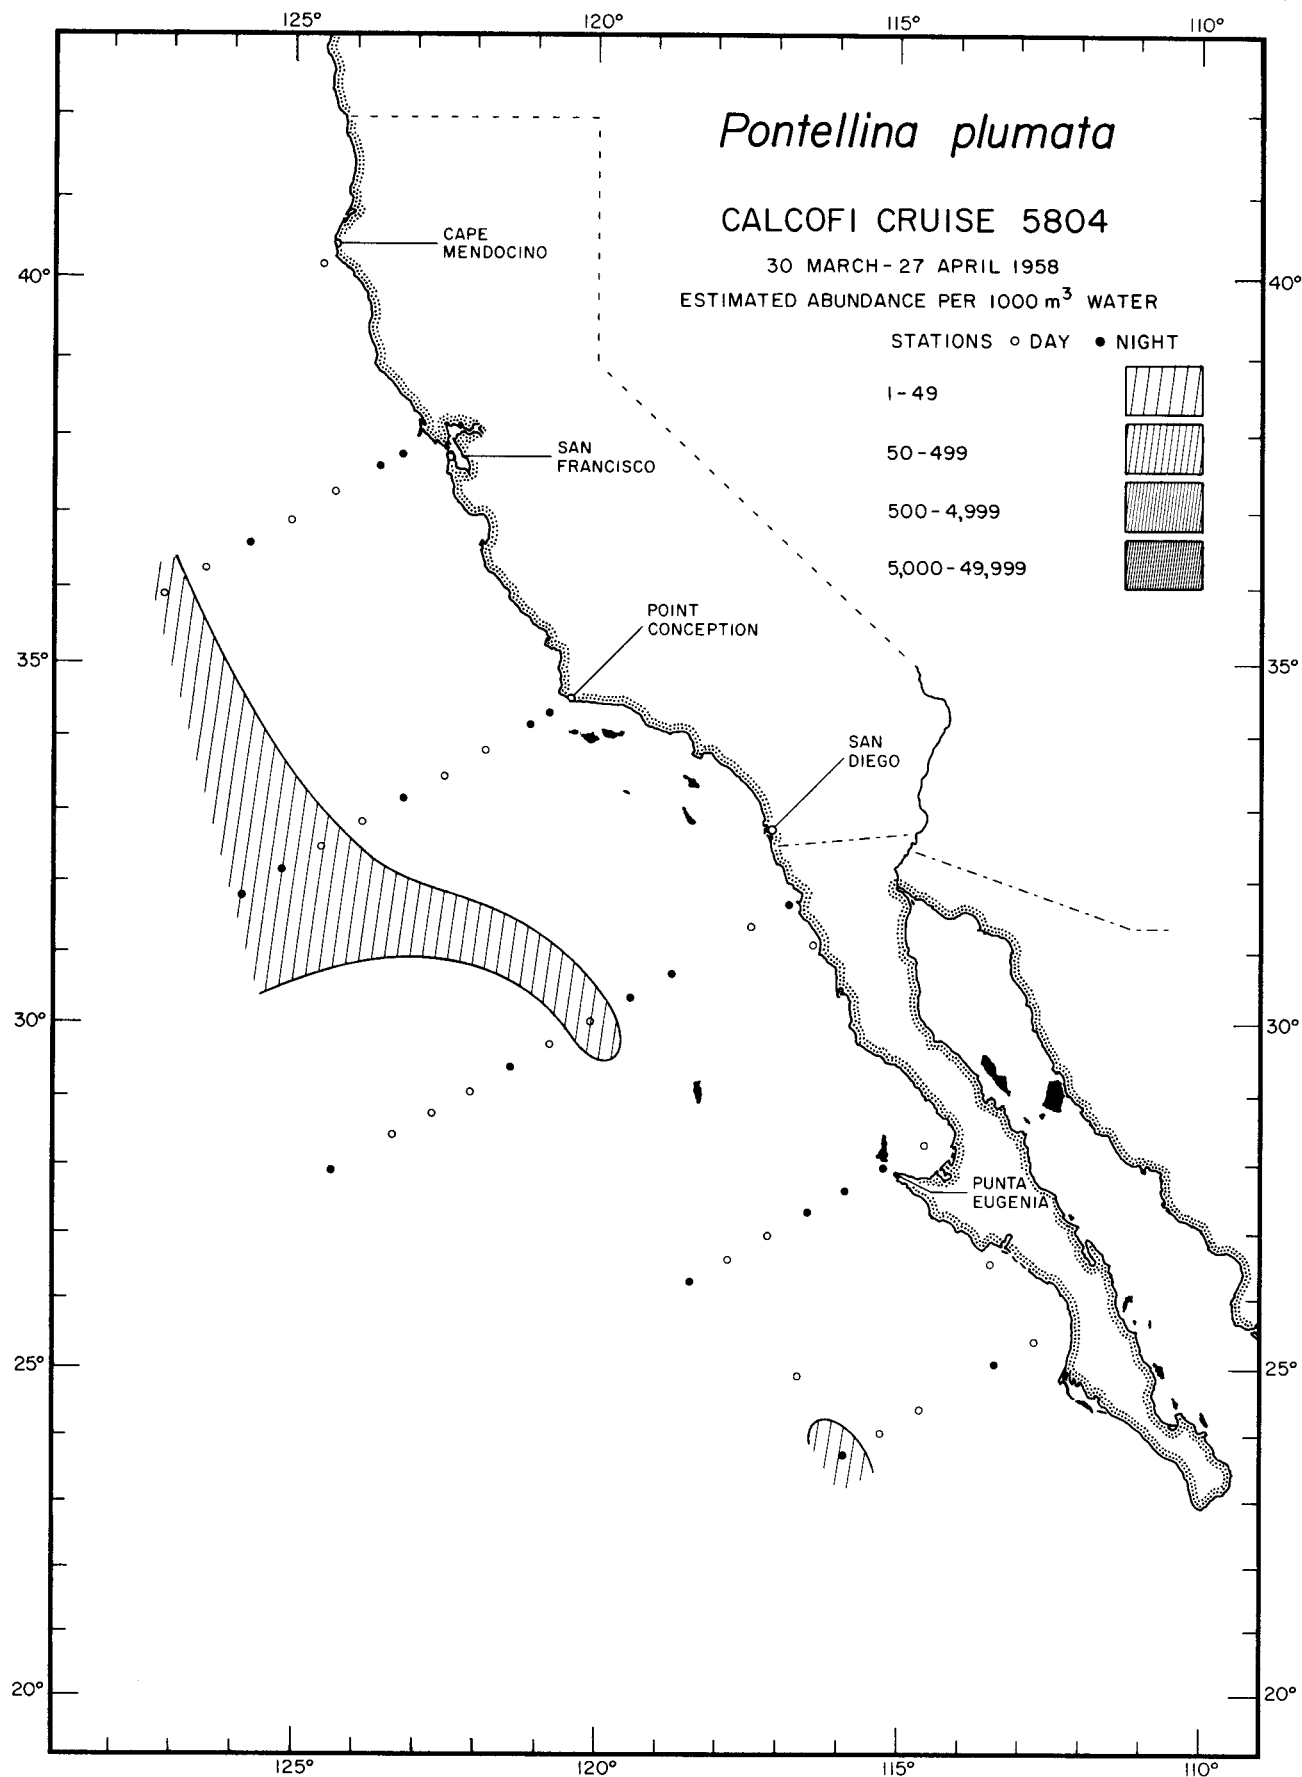 125°
120°
115°
110°
Pontellina plumata
CALCOFI CRUISE 5804
30 MARCH - 27 APRIL 1958
ESTIMATED ABUNDANCE PER 1000 m³ WATER
STATIONS ○ DAY ● NIGHT
1-49
50-499
500-4,999
5,000-49,999
CAPE
MENDOCINO
40°
40°
SAN
FRANCISCO
POINT
CONCEPTION
35°
35°
SAN
DIEGO
30°
30°
PUNTA
EUGENIA
25°
25°
20°
20°
125°
120°
115°
110°